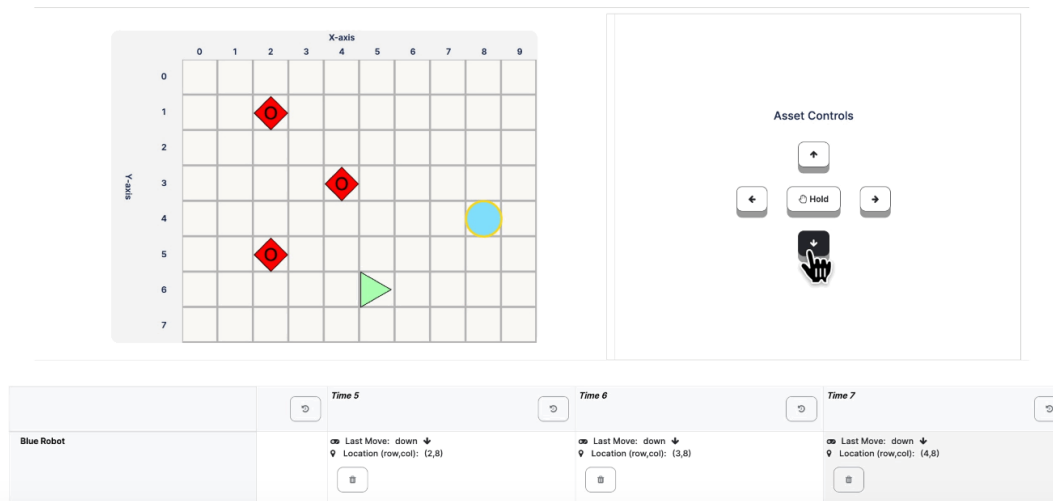 X-axis
0 1 2 3 4 5 6 7 8 9
Y-axis
0
1
O
2
3
O
4
5
O
6
7
Asset Controls
Hold
Time 5
Time 6
Time 7
Blue Robot
Last Move: down
Location (row,col): (2,8)
Last Move: down
Location (row,col): (3,8)
Last Move: down
Location (row,col): (4,8)